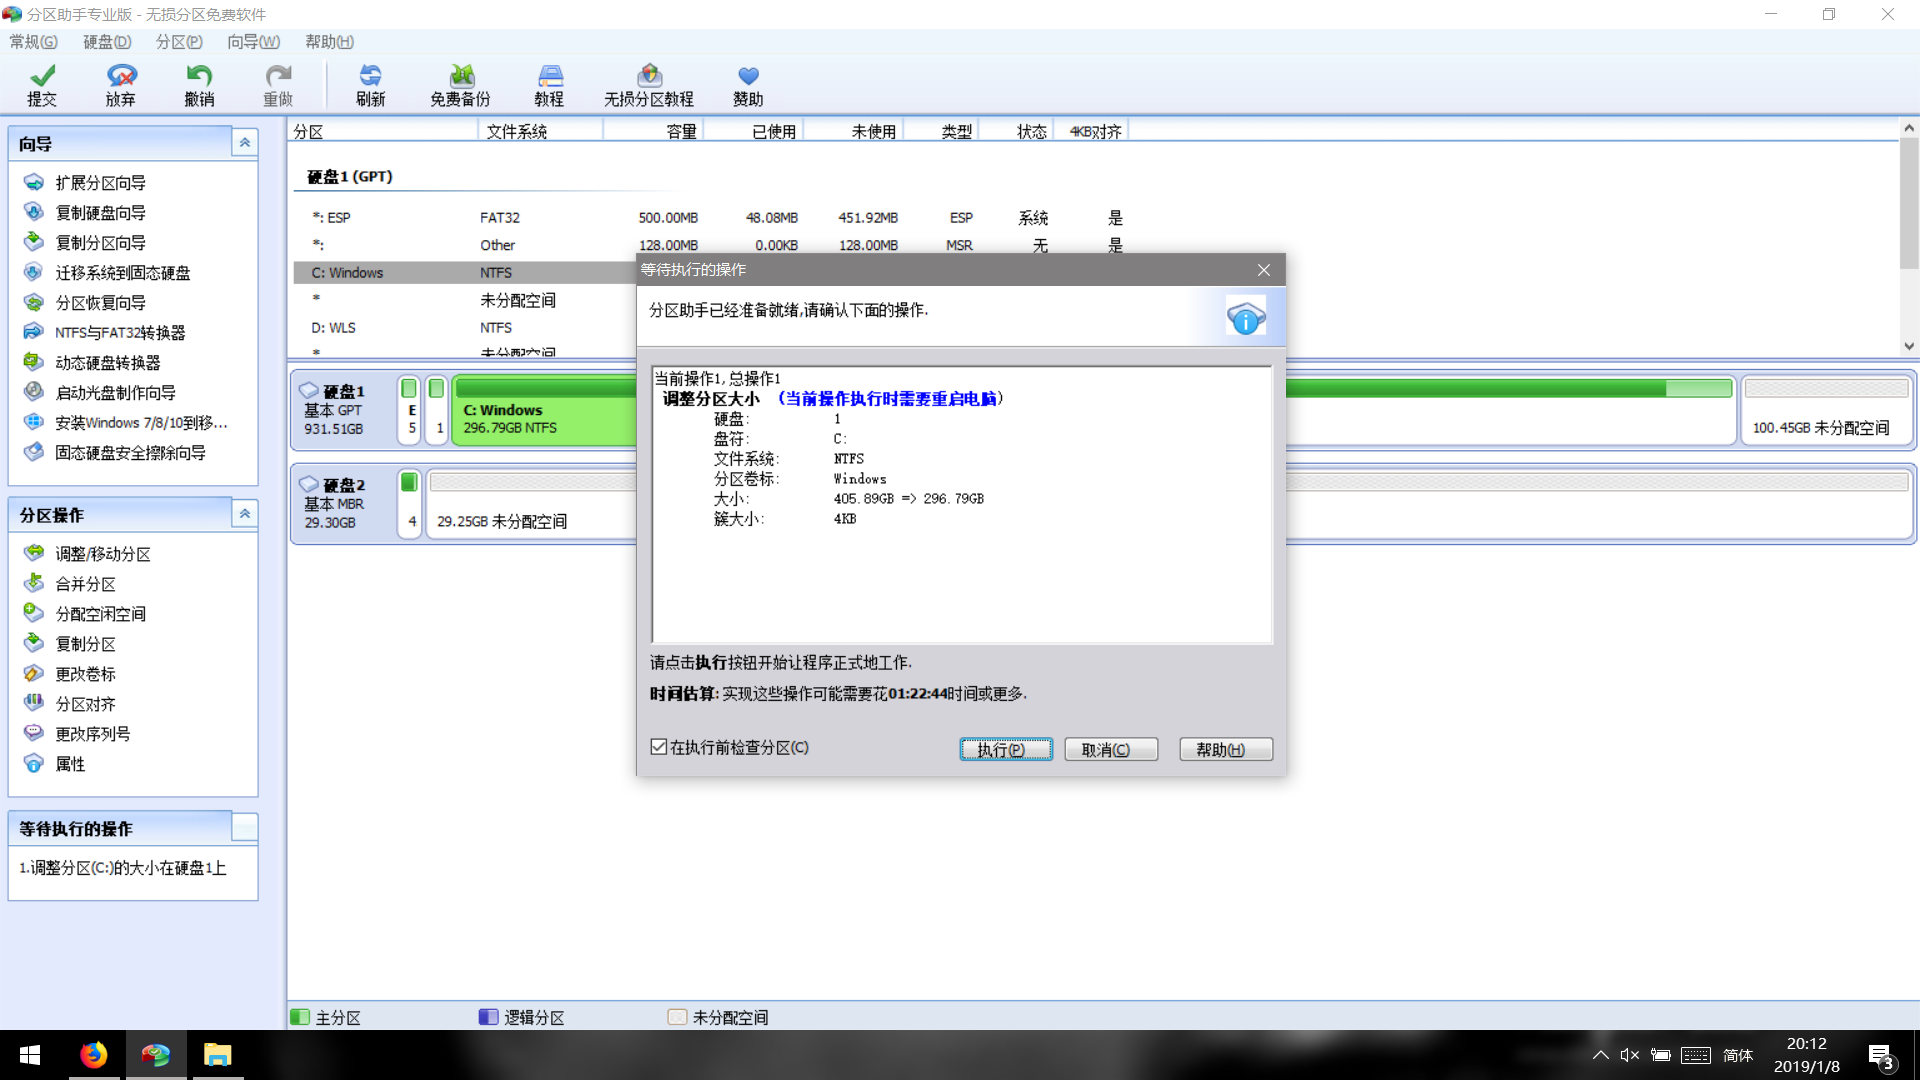 分区助手专业版 - 无损分区免费软件
常规(G) 硬盘(D) 分区(P) 向导(W) 帮助(H)
提交 放弃 撤销 重做 刷新 免费备份 教程 无损分区教程 赞助
向导
扩展分区向导
复制硬盘向导
复制分区向导
迁移系统到固态硬盘
分区恢复向导
NTFS与FAT32转换器
动态硬盘转换器
启动光盘制作向导
安装Windows 7/8/10到移...
固态硬盘安全擦除向导
分区操作
调整/移动分区
合并分区
分配空闲空间
复制分区
更改卷标
分区对齐
更改序列号
属性
等待执行的操作
1.调整分区(C:)的大小在硬盘1上
分区 文件系统 容量 已使用 未使用 类型 状态 4KB对齐
硬盘1 (GPT)
*: ESP FAT32 500.00MB 48.08MB 451.92MB ESP 系统 是
*: Other 128.00MB 0.00KB 128.00MB MSR 无 是
C: Windows NTFS
* 未分配空间
D: WLS NTFS
* 未分配空间
硬盘1
基本 GPT
931.51GB
E
5
1
C: Windows
296.79GB NTFS
100.45GB 未分配空间
硬盘2
基本 MBR
29.30GB
4
29.25GB 未分配空间
等待执行的操作
分区助手已经准备就绪,请确认下面的操作.
当前操作1, 总操作1
调整分区大小 (当前操作执行时需要重启电脑)
硬盘: 1
盘符: C:
文件系统: NTFS
分区卷标: Windows
大小: 405.89GB => 296.79GB
簇大小: 4KB
请点击执行按钮开始让程序正式地工作.
时间估算: 实现这些操作可能需要花01:22:44时间或更多.
在执行前检查分区(C) 执行(P) 取消(C) 帮助(H)
主分区 逻辑分区 未分配空间
简体
20:12
2019/1/8
3